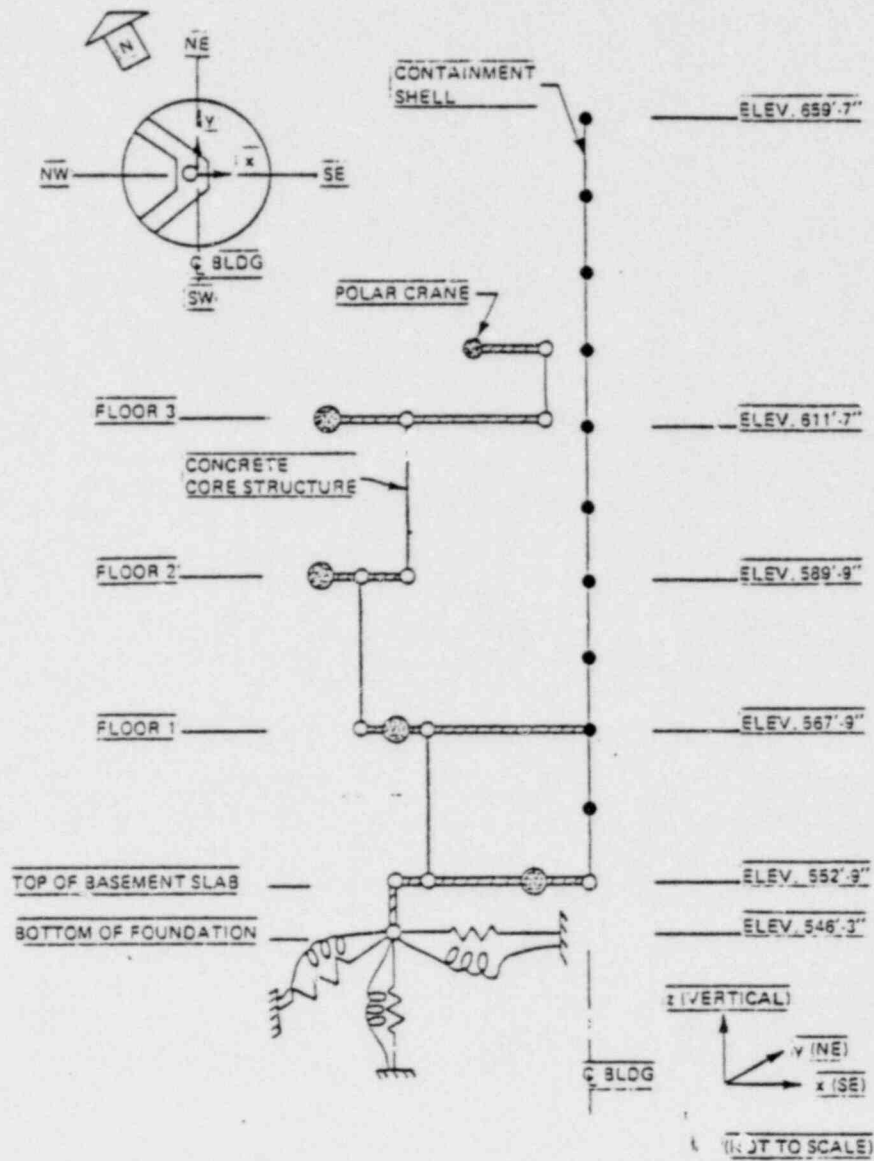 N
NE
Y
x
NW
SE
℄ BLDG
SW
CONTAINMENT
SHELL
ELEV. 659'-7"
POLAR CRANE
FLOOR 3
ELEV. 611'-7"
CONCRETE
CORE STRUCTURE
FLOOR 2
ELEV. 589'-9"
FLOOR 1
ELEV. 567'-9"
TOP OF BASEMENT SLAB
ELEV. 552'-9"
BOTTOM OF FOUNDATION
ELEV. 546'-3"
z (VERTICAL)
y (NE)
x (SE)
℄ BLDG
(NOT TO SCALE)